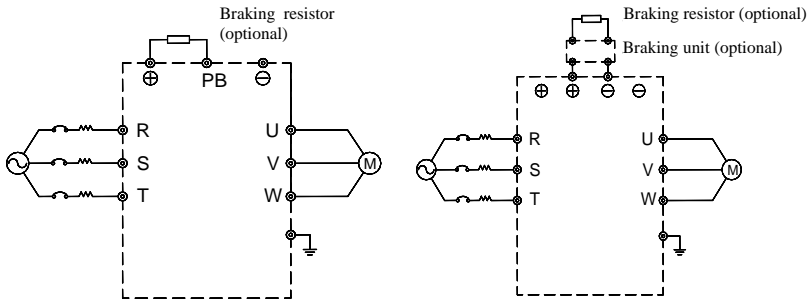 Braking resistor
(optional)
⊕ PB ⊖
R U
S V M
T W
Braking resistor (optional)
Braking unit (optional)
⊕ ⊕ ⊖ ⊖
R U
S V M
T W